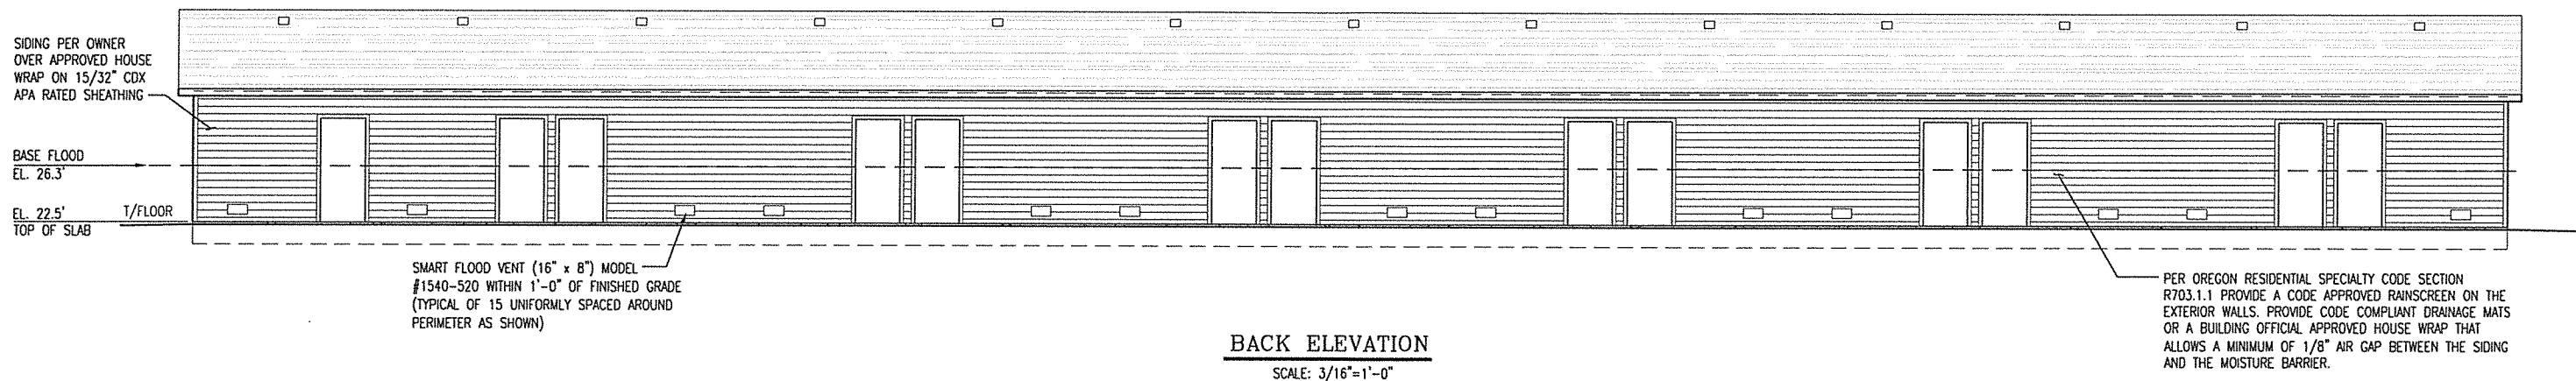 SIDING PER OWNER
OVER APPROVED HOUSE
WRAP ON 15/32" CDX
APA RATED SHEATHING
BASE FLOOD
EL. 26.3'
EL. 22.5' T/FLOOR
TOP OF SLAB
SMART FLOOD VENT (16" x 8") MODEL
#1540-520 WITHIN 1'-0" OF FINISHED GRADE
(TYPICAL OF 15 UNIFORMLY SPACED AROUND
PERIMETER AS SHOWN)
BACK ELEVATION
SCALE: 3/16"=1'-0"
PER OREGON RESIDENTIAL SPECIALTY CODE SECTION
R703.1.1 PROVIDE A CODE APPROVED RAINSCREEN ON THE
EXTERIOR WALLS. PROVIDE CODE COMPLIANT DRAINAGE MATS
OR A BUILDING OFFICIAL APPROVED HOUSE WRAP THAT
ALLOWS A MINIMUM OF 1/8" AIR GAP BETWEEN THE SIDING
AND THE MOISTURE BARRIER.